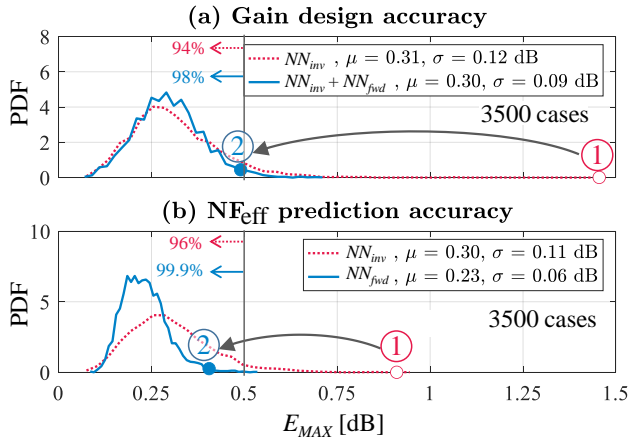 (a) Gain design accuracy
8
6
4
2
0
PDF
94%
98%
NN_inv , μ = 0.31, σ = 0.12 dB
NN_inv + NN_fwd , μ = 0.30, σ = 0.09 dB
3500 cases
2
1
(b) NF_eff prediction accuracy
10
5
0
PDF
96%
99.9%
NN_inv , μ = 0.30, σ = 0.11 dB
NN_fwd , μ = 0.23, σ = 0.06 dB
3500 cases
2
1
0 0.25 0.5 0.75 1 1.25 1.5
E_MAX [dB]